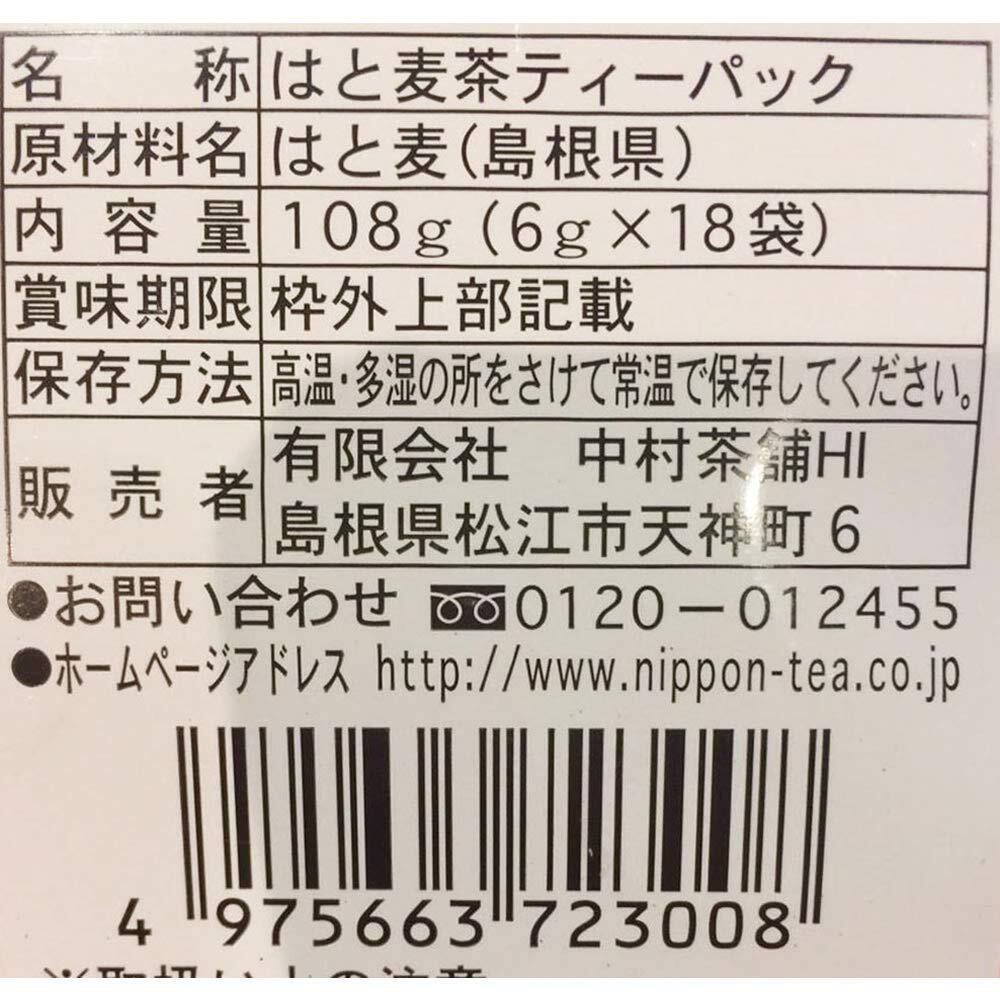 名称 はと麦茶ティーパック
原材料名 はと麦(島根県)
内容量 108g(6g×18袋)
賞味期限 枠外上部記載
保存方法 高温・多湿の所をさけて常温で保存してください。
販売者 有限会社 中村茶舗HI
島根県松江市天神町6
●お問い合わせ 0120-012455
●ホームページアドレス http://www.nippon-tea.co.jp
4 975663 723008